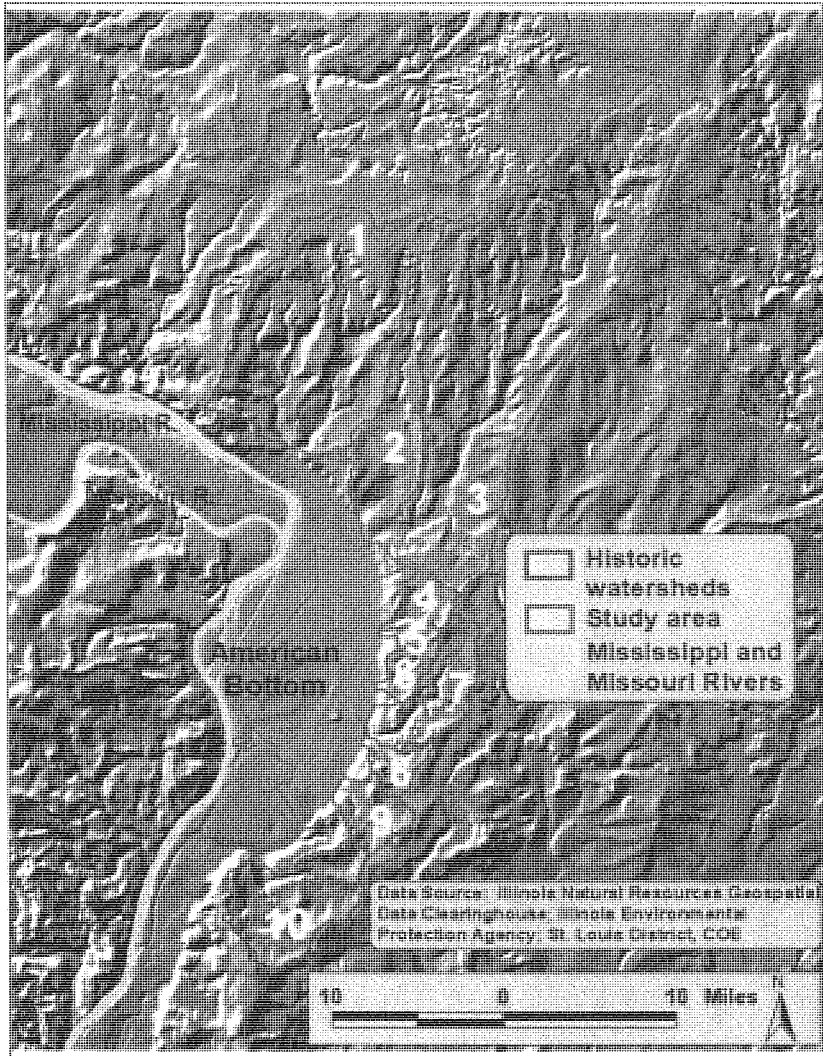 1
Mississippi R.
2
Missouri R.
3
Historic
watersheds
Study area
Mississippi and
Missouri Rivers
4
5
American
Bottom
6
7
8
9
10
Data Source: Illinois Natural Resources Geospatial
Data Clearinghouse; Illinois Environmental
Protection Agency; St. Louis District, COE
N
10 0 10 Miles